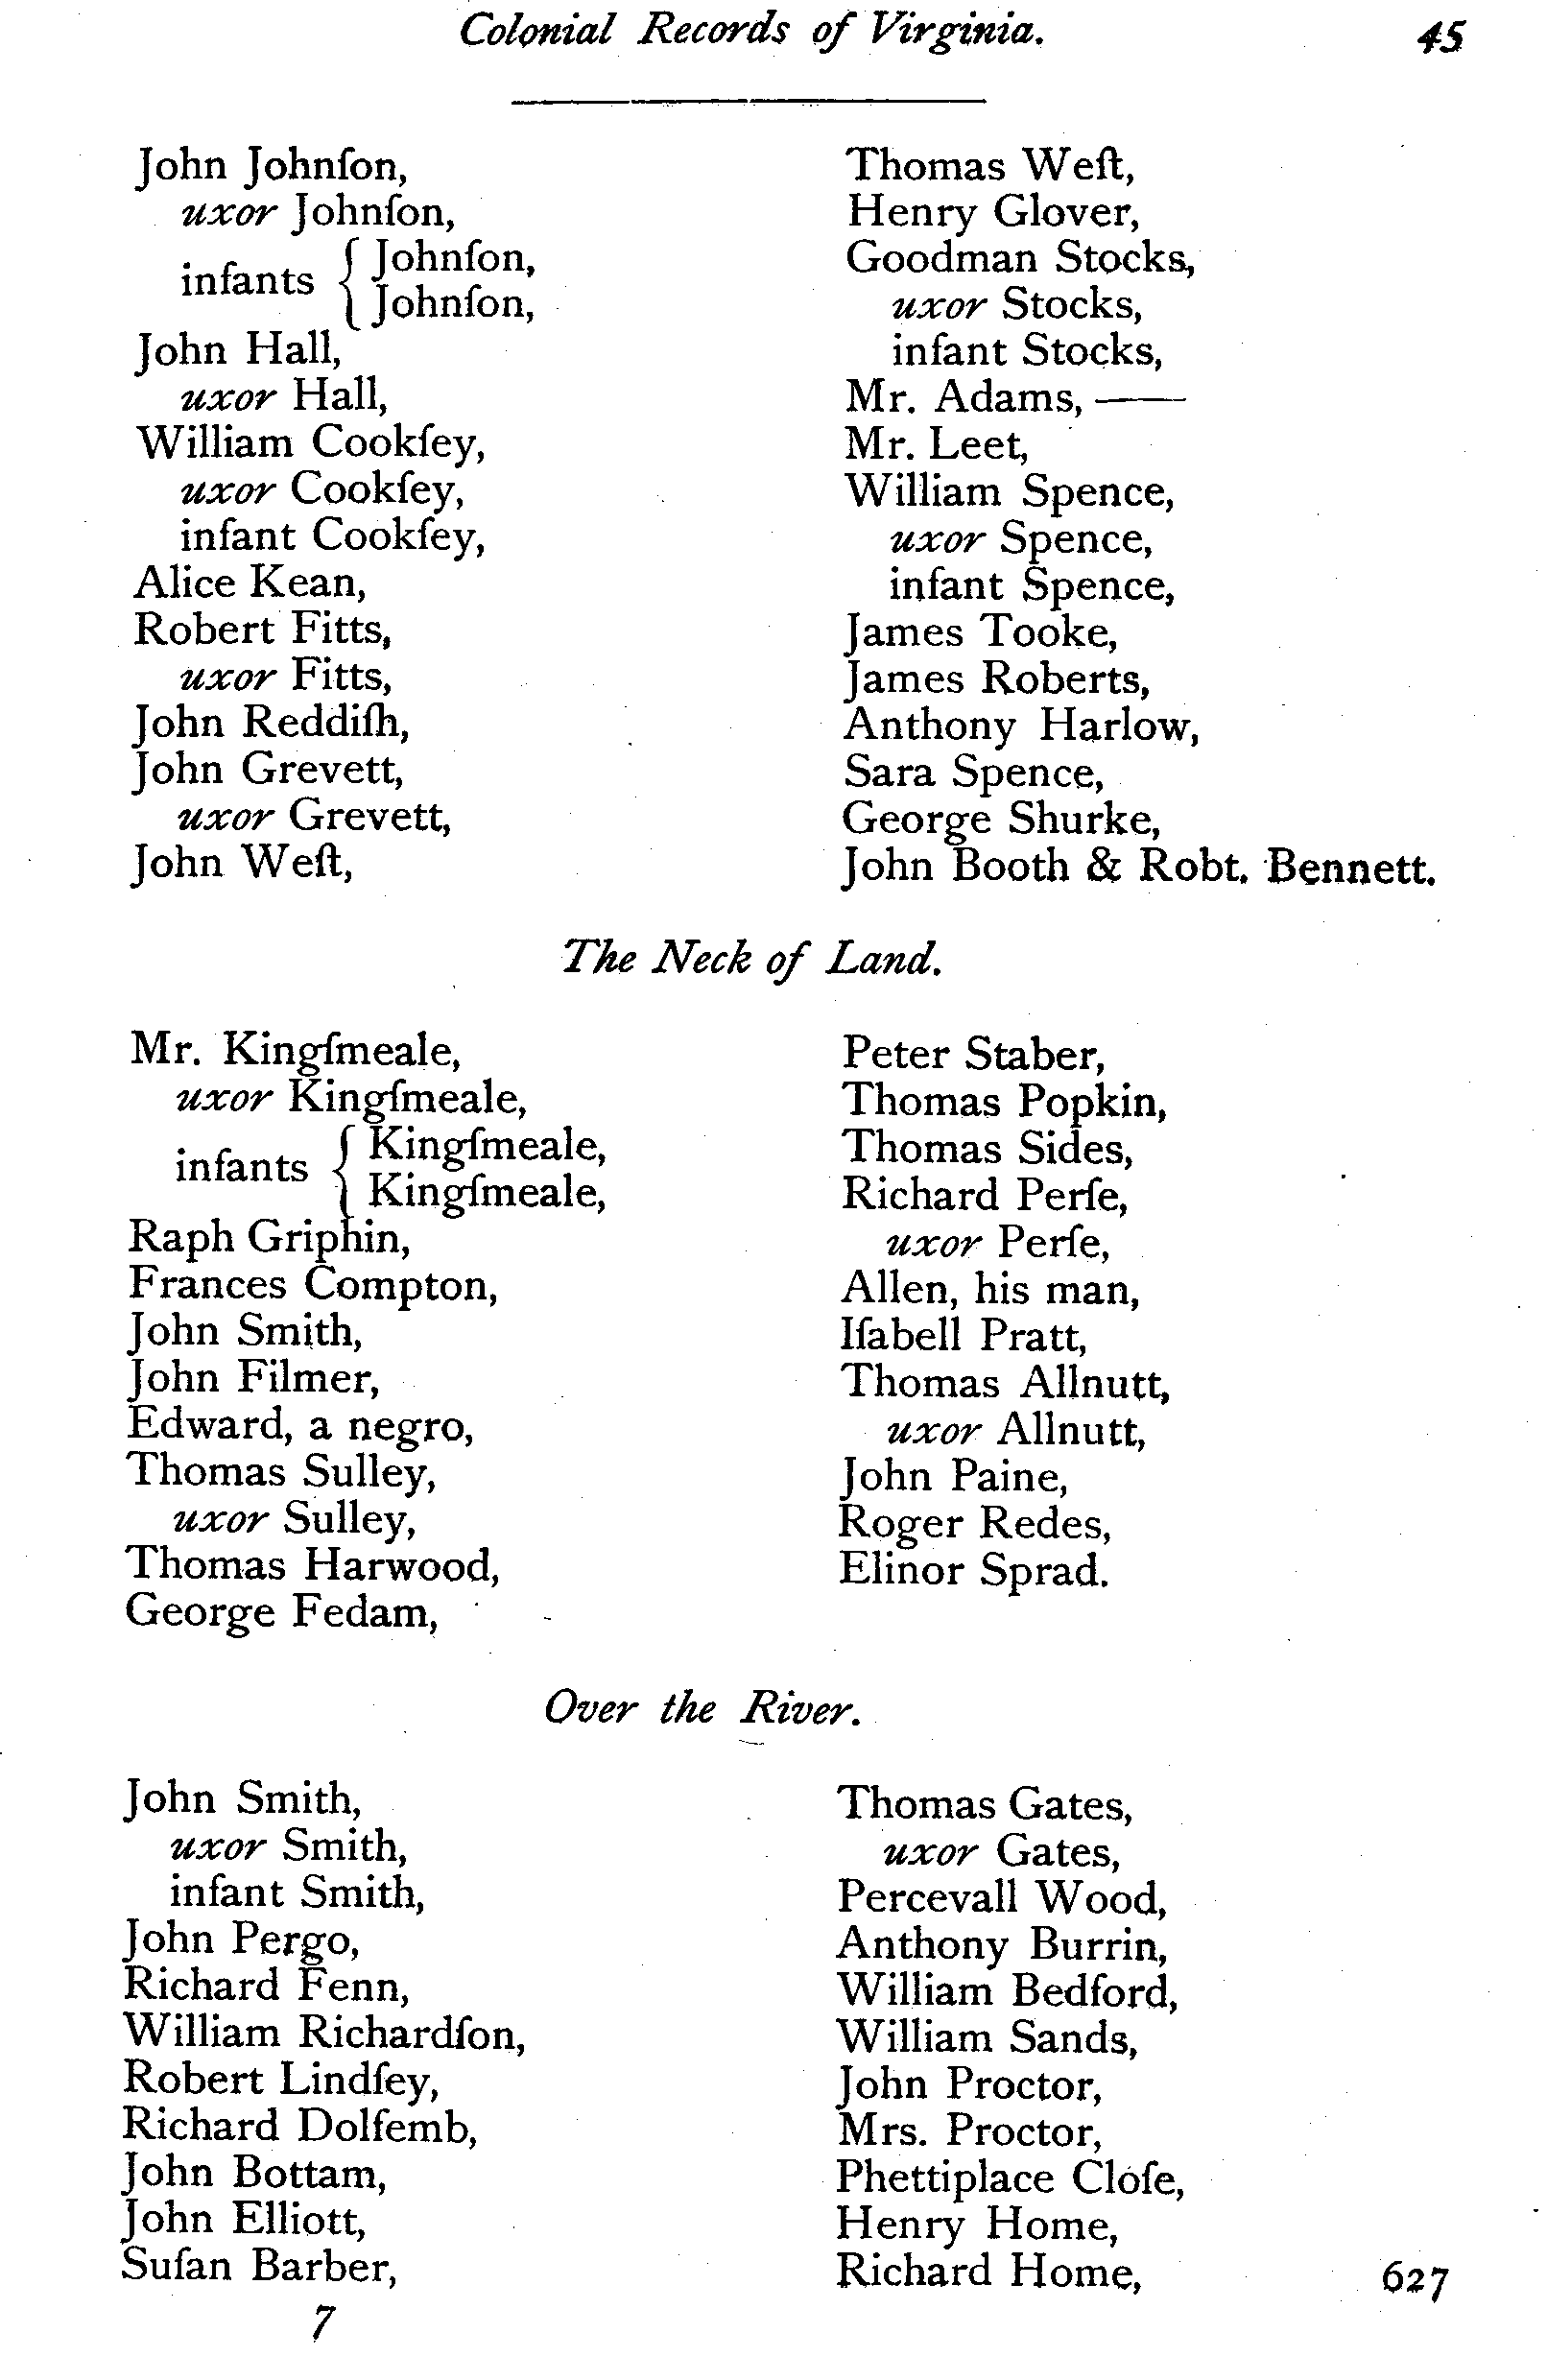 Colonial Records of Virginia. 45
John Johnſon,
uxor Johnſon,
infants { Johnſon,
Johnſon,
John Hall,
uxor Hall,
William Cookſey,
uxor Cookſey,
infant Cookſey,
Alice Kean,
Robert Fitts,
uxor Fitts,
John Reddiſh,
John Grevett,
uxor Grevett,
John Weſt,
Thomas Weſt,
Henry Glover,
Goodman Stocks,
uxor Stocks,
infant Stocks,
Mr. Adams, ——
Mr. Leet,
William Spence,
uxor Spence,
infant Spence,
James Tooke,
James Roberts,
Anthony Harlow,
Sara Spence,
George Shurke,
John Booth & Robt. Bennett.
The Neck of Land.
Mr. Kingſmeale,
uxor Kingſmeale,
infants { Kingſmeale,
Kingſmeale,
Raph Griphin,
Frances Compton,
John Smith,
John Filmer,
Edward, a negro,
Thomas Sulley,
uxor Sulley,
Thomas Harwood,
George Fedam,
Peter Staber,
Thomas Popkin,
Thomas Sides,
Richard Perſe,
uxor Perſe,
Allen, his man,
Iſabell Pratt,
Thomas Allnutt,
uxor Allnutt,
John Paine,
Roger Redes,
Elinor Sprad.
Over the River.
John Smith,
uxor Smith,
infant Smith,
John Pergo,
Richard Fenn,
William Richardſon,
Robert Lindſey,
Richard Dolſemb,
John Bottam,
John Elliott,
Suſan Barber,
Thomas Gates,
uxor Gates,
Percevall Wood,
Anthony Burrin,
William Bedford,
William Sands,
John Proctor,
Mrs. Proctor,
Phettiplace Cloſe,
Henry Home,
Richard Home, 627
7